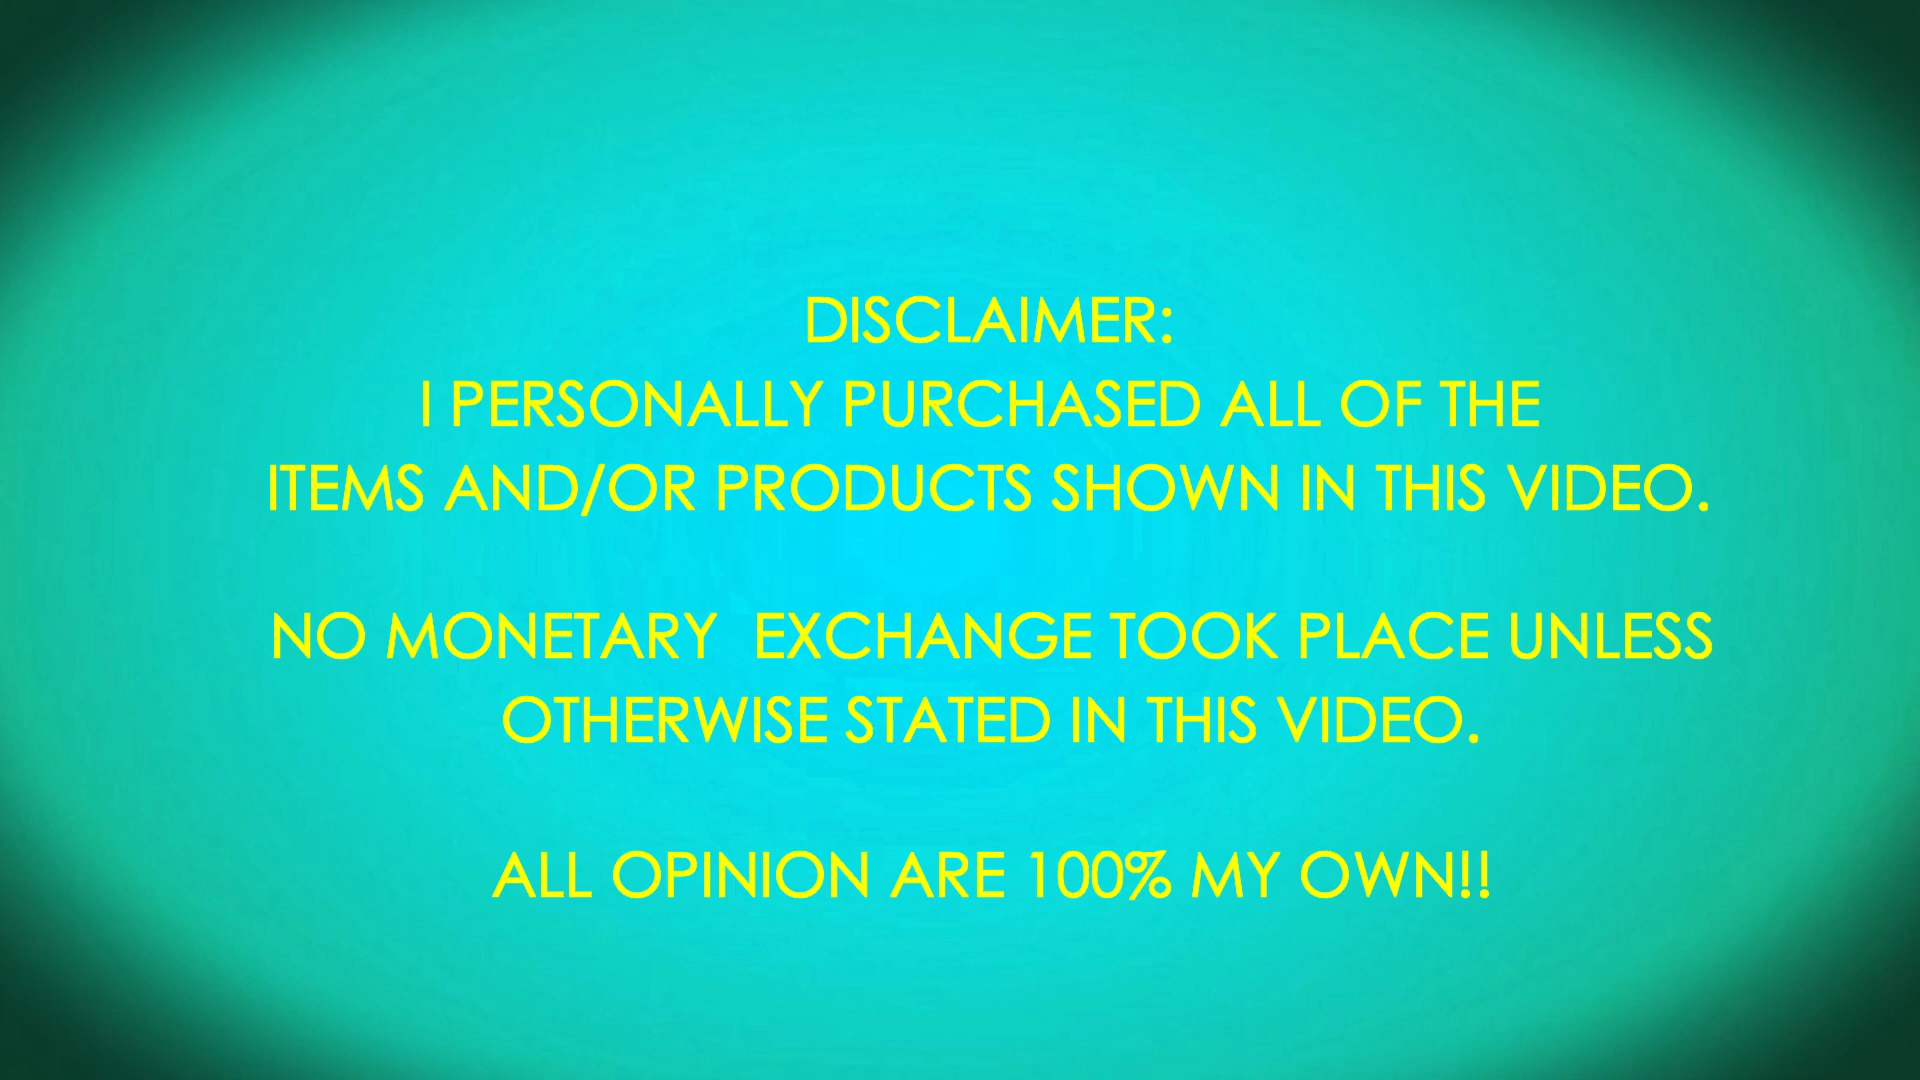 DISCLAIMER:
I PERSONALLY PURCHASED ALL OF THE
ITEMS AND/OR PRODUCTS SHOWN IN THIS VIDEO.
NO MONETARY  EXCHANGE TOOK PLACE UNLESS
OTHERWISE STATED IN THIS VIDEO.
ALL OPINION ARE 100% MY OWN!!